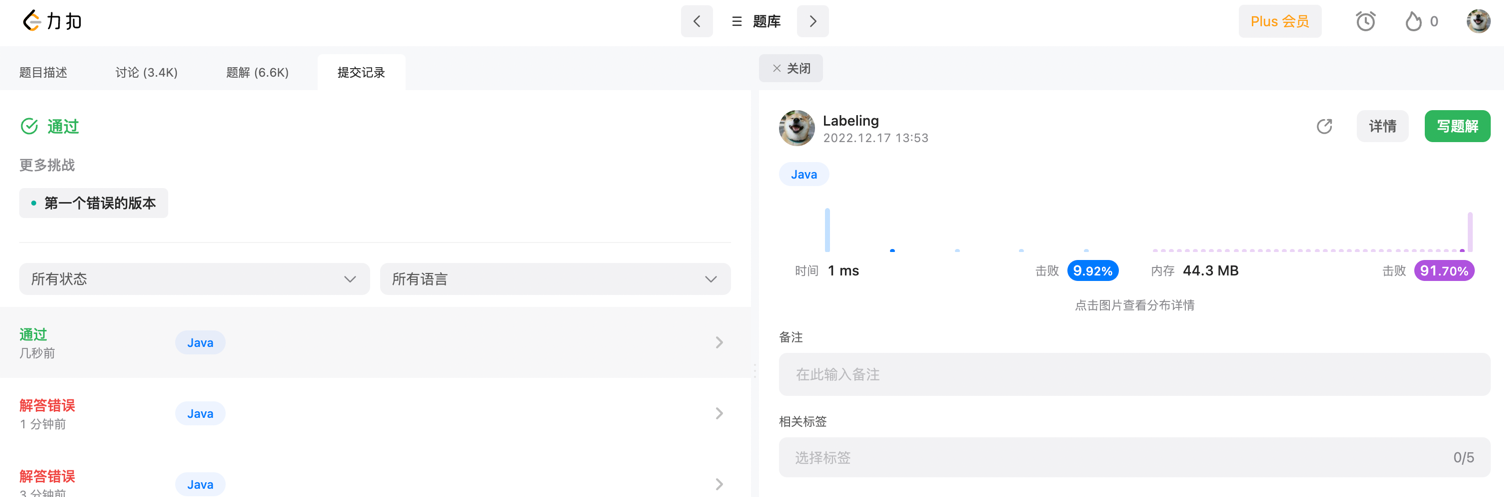 力扣
题库
Plus 会员
0
题目描述
讨论 (3.4K)
题解 (6.6K)
提交记录
通过
更多挑战
第一个错误的版本
所有状态
所有语言
通过
几秒前
Java
解答错误
1 分钟前
Java
解答错误
3 分钟前
Java
关闭
Labeling
2022.12.17 13:53
详情
写题解
Java
时间 1 ms
击败 9.92%
内存 44.3 MB
击败 91.70%
点击图片查看分布详情
备注
在此输入备注
相关标签
选择标签
0/5